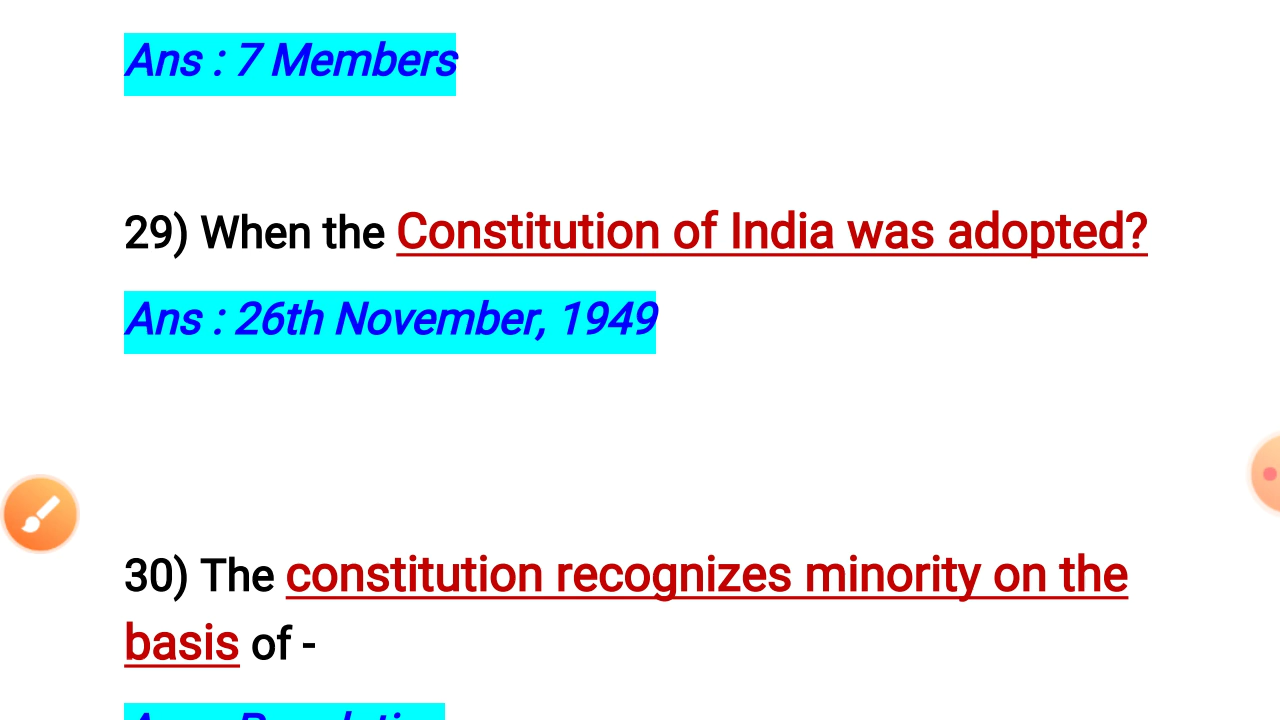 Ans : 7 Members
29) When the Constitution of India was adopted?
Ans : 26th November, 1949
30) The constitution recognizes minority on the
basis of -